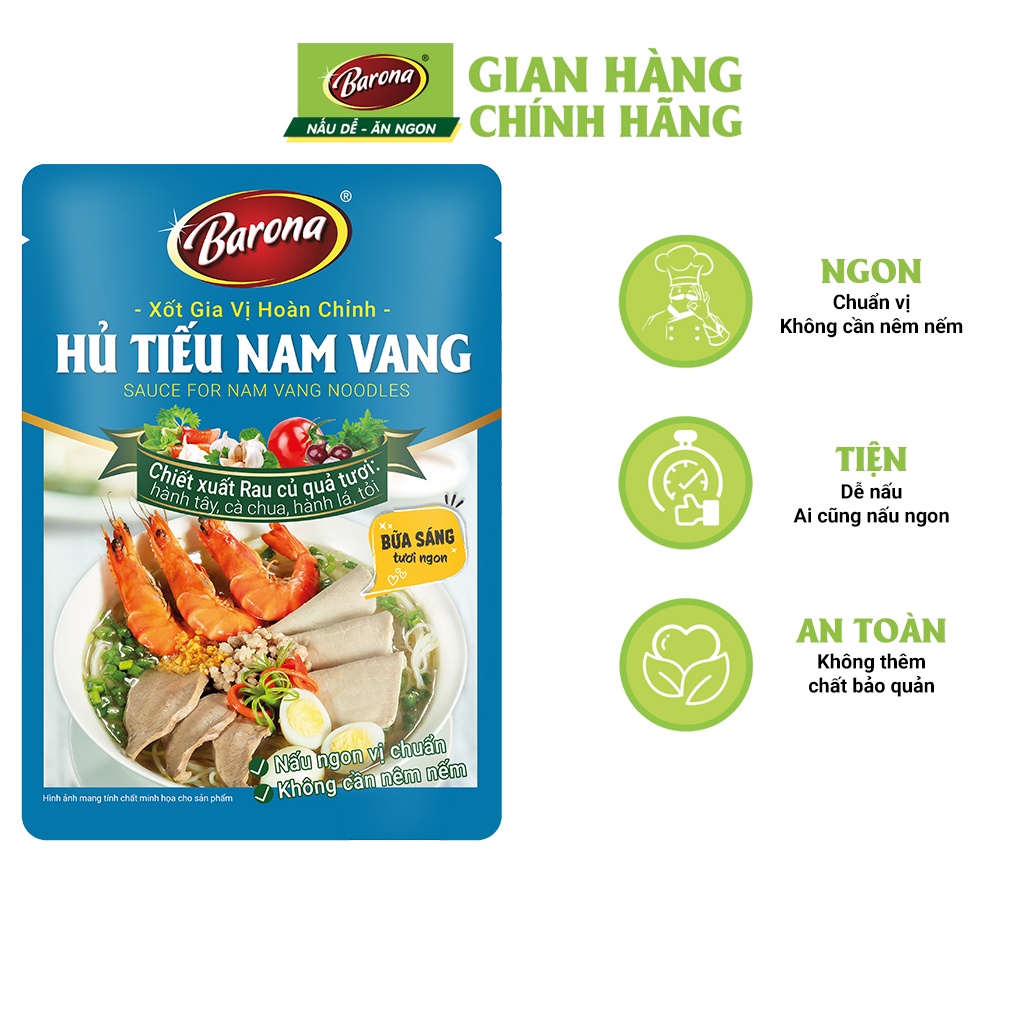 Barona®
NẤU DỄ - ĂN NGON
GIAN HÀNG
CHÍNH HÃNG
Barona®
- Xốt Gia Vị Hoàn Chỉnh -
HỦ TIẾU NAM VANG
SAUCE FOR NAM VANG NOODLES
Chiết xuất Rau củ quả tươi:
hành tây, cà chua, hành lá, tỏi
BỮA SÁNG
tươi ngon
Nấu ngon vị chuẩn
Không cần nêm nếm
Hình ảnh mang tính chất minh họa cho sản phẩm
NGON
Chuẩn vị
Không cần nêm nếm
TIỆN
Dễ nấu
Ai cũng nấu ngon
AN TOÀN
Không thêm
chất bảo quản